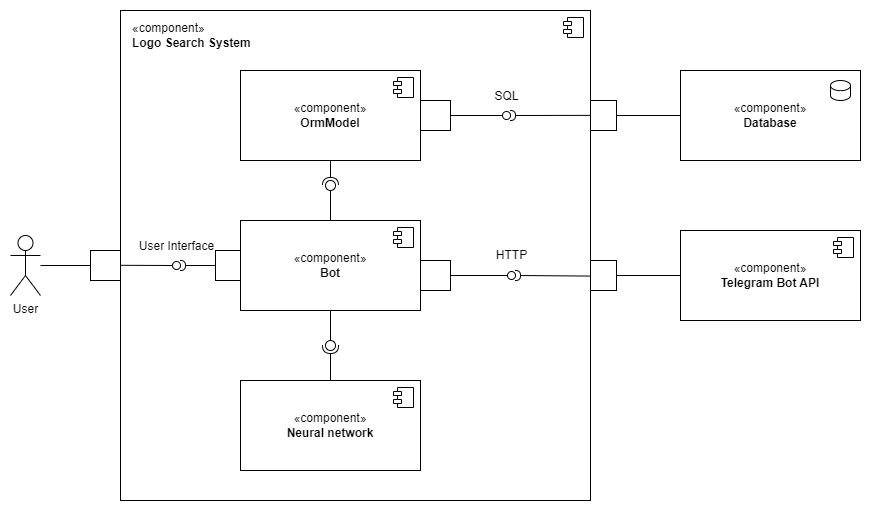 «component»
Logo Search System
«component»
OrmModel
SQL
«component»
Database
User Interface
«component»
Bot
HTTP
«component»
Telegram Bot API
User
«component»
Neural network